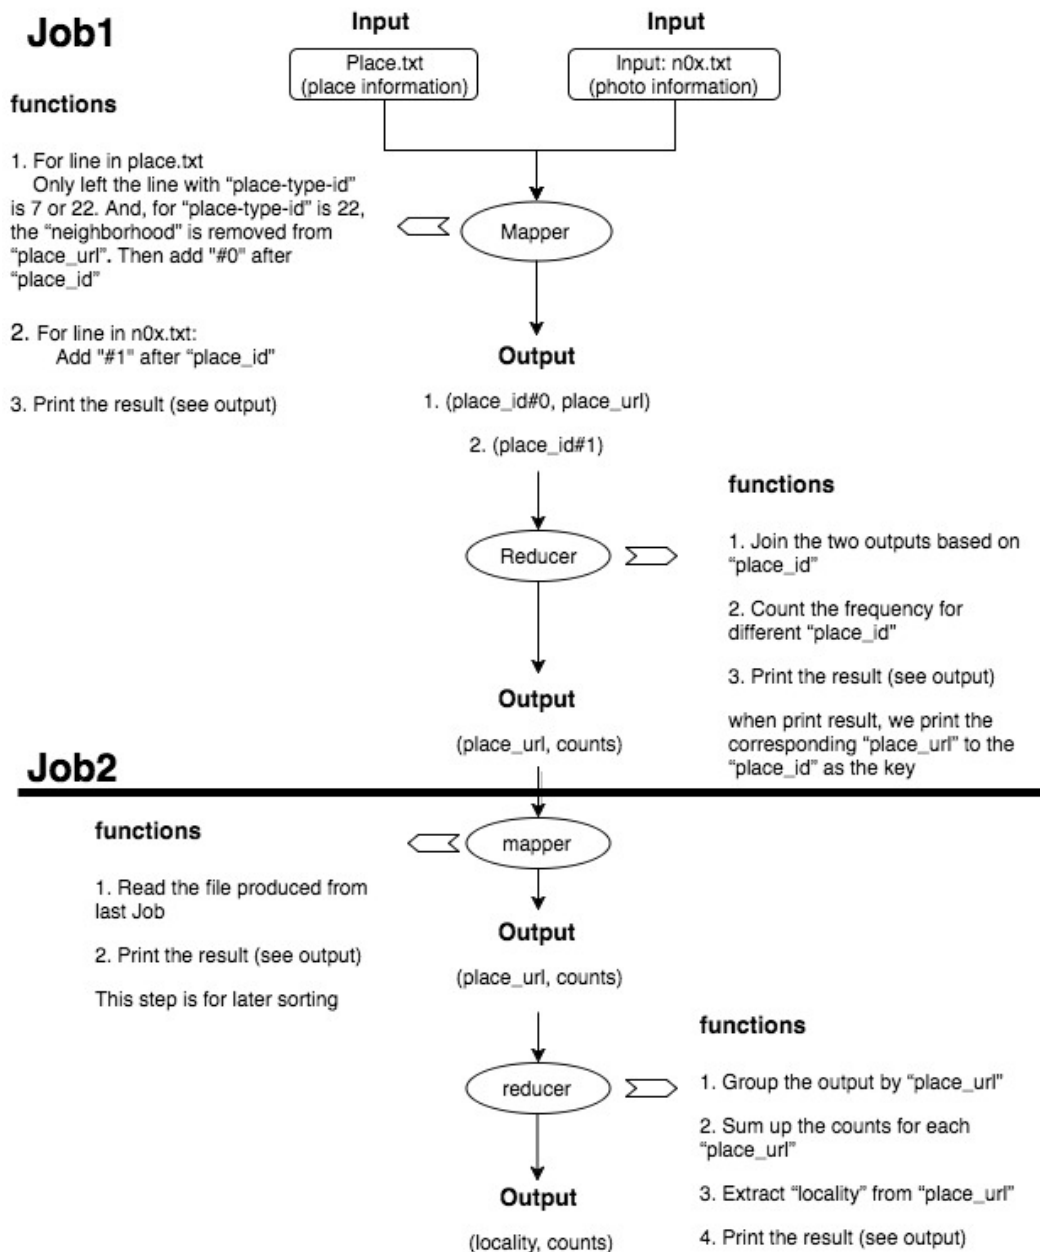 Job1
Input
Input
Place.txt
(place information)
Input: n0x.txt
(photo information)
functions
1. For line in place.txt
Only left the line with “place-type-id”
is 7 or 22. And, for “place-type-id” is 22,
the “neighborhood” is removed from
“place_url”. Then add "#0" after
“place_id”
2. For line in n0x.txt:
Add "#1" after “place_id”
3. Print the result (see output)
Mapper
Output
1. (place_id#0, place_url)
2. (place_id#1)
Reducer
functions
1. Join the two outputs based on
“place_id”
2. Count the frequency for
different “place_id”
3. Print the result (see output)
when print result, we print the
corresponding “place_url” to the
“place_id” as the key
Output
(place_url, counts)
Job2
functions
1. Read the file produced from
last Job
2. Print the result (see output)
This step is for later sorting
mapper
Output
(place_url, counts)
reducer
functions
1. Group the output by “place_url”
2. Sum up the counts for each
“place_url”
3. Extract “locality” from “place_url”
4. Print the result (see output)
Output
(locality, counts)